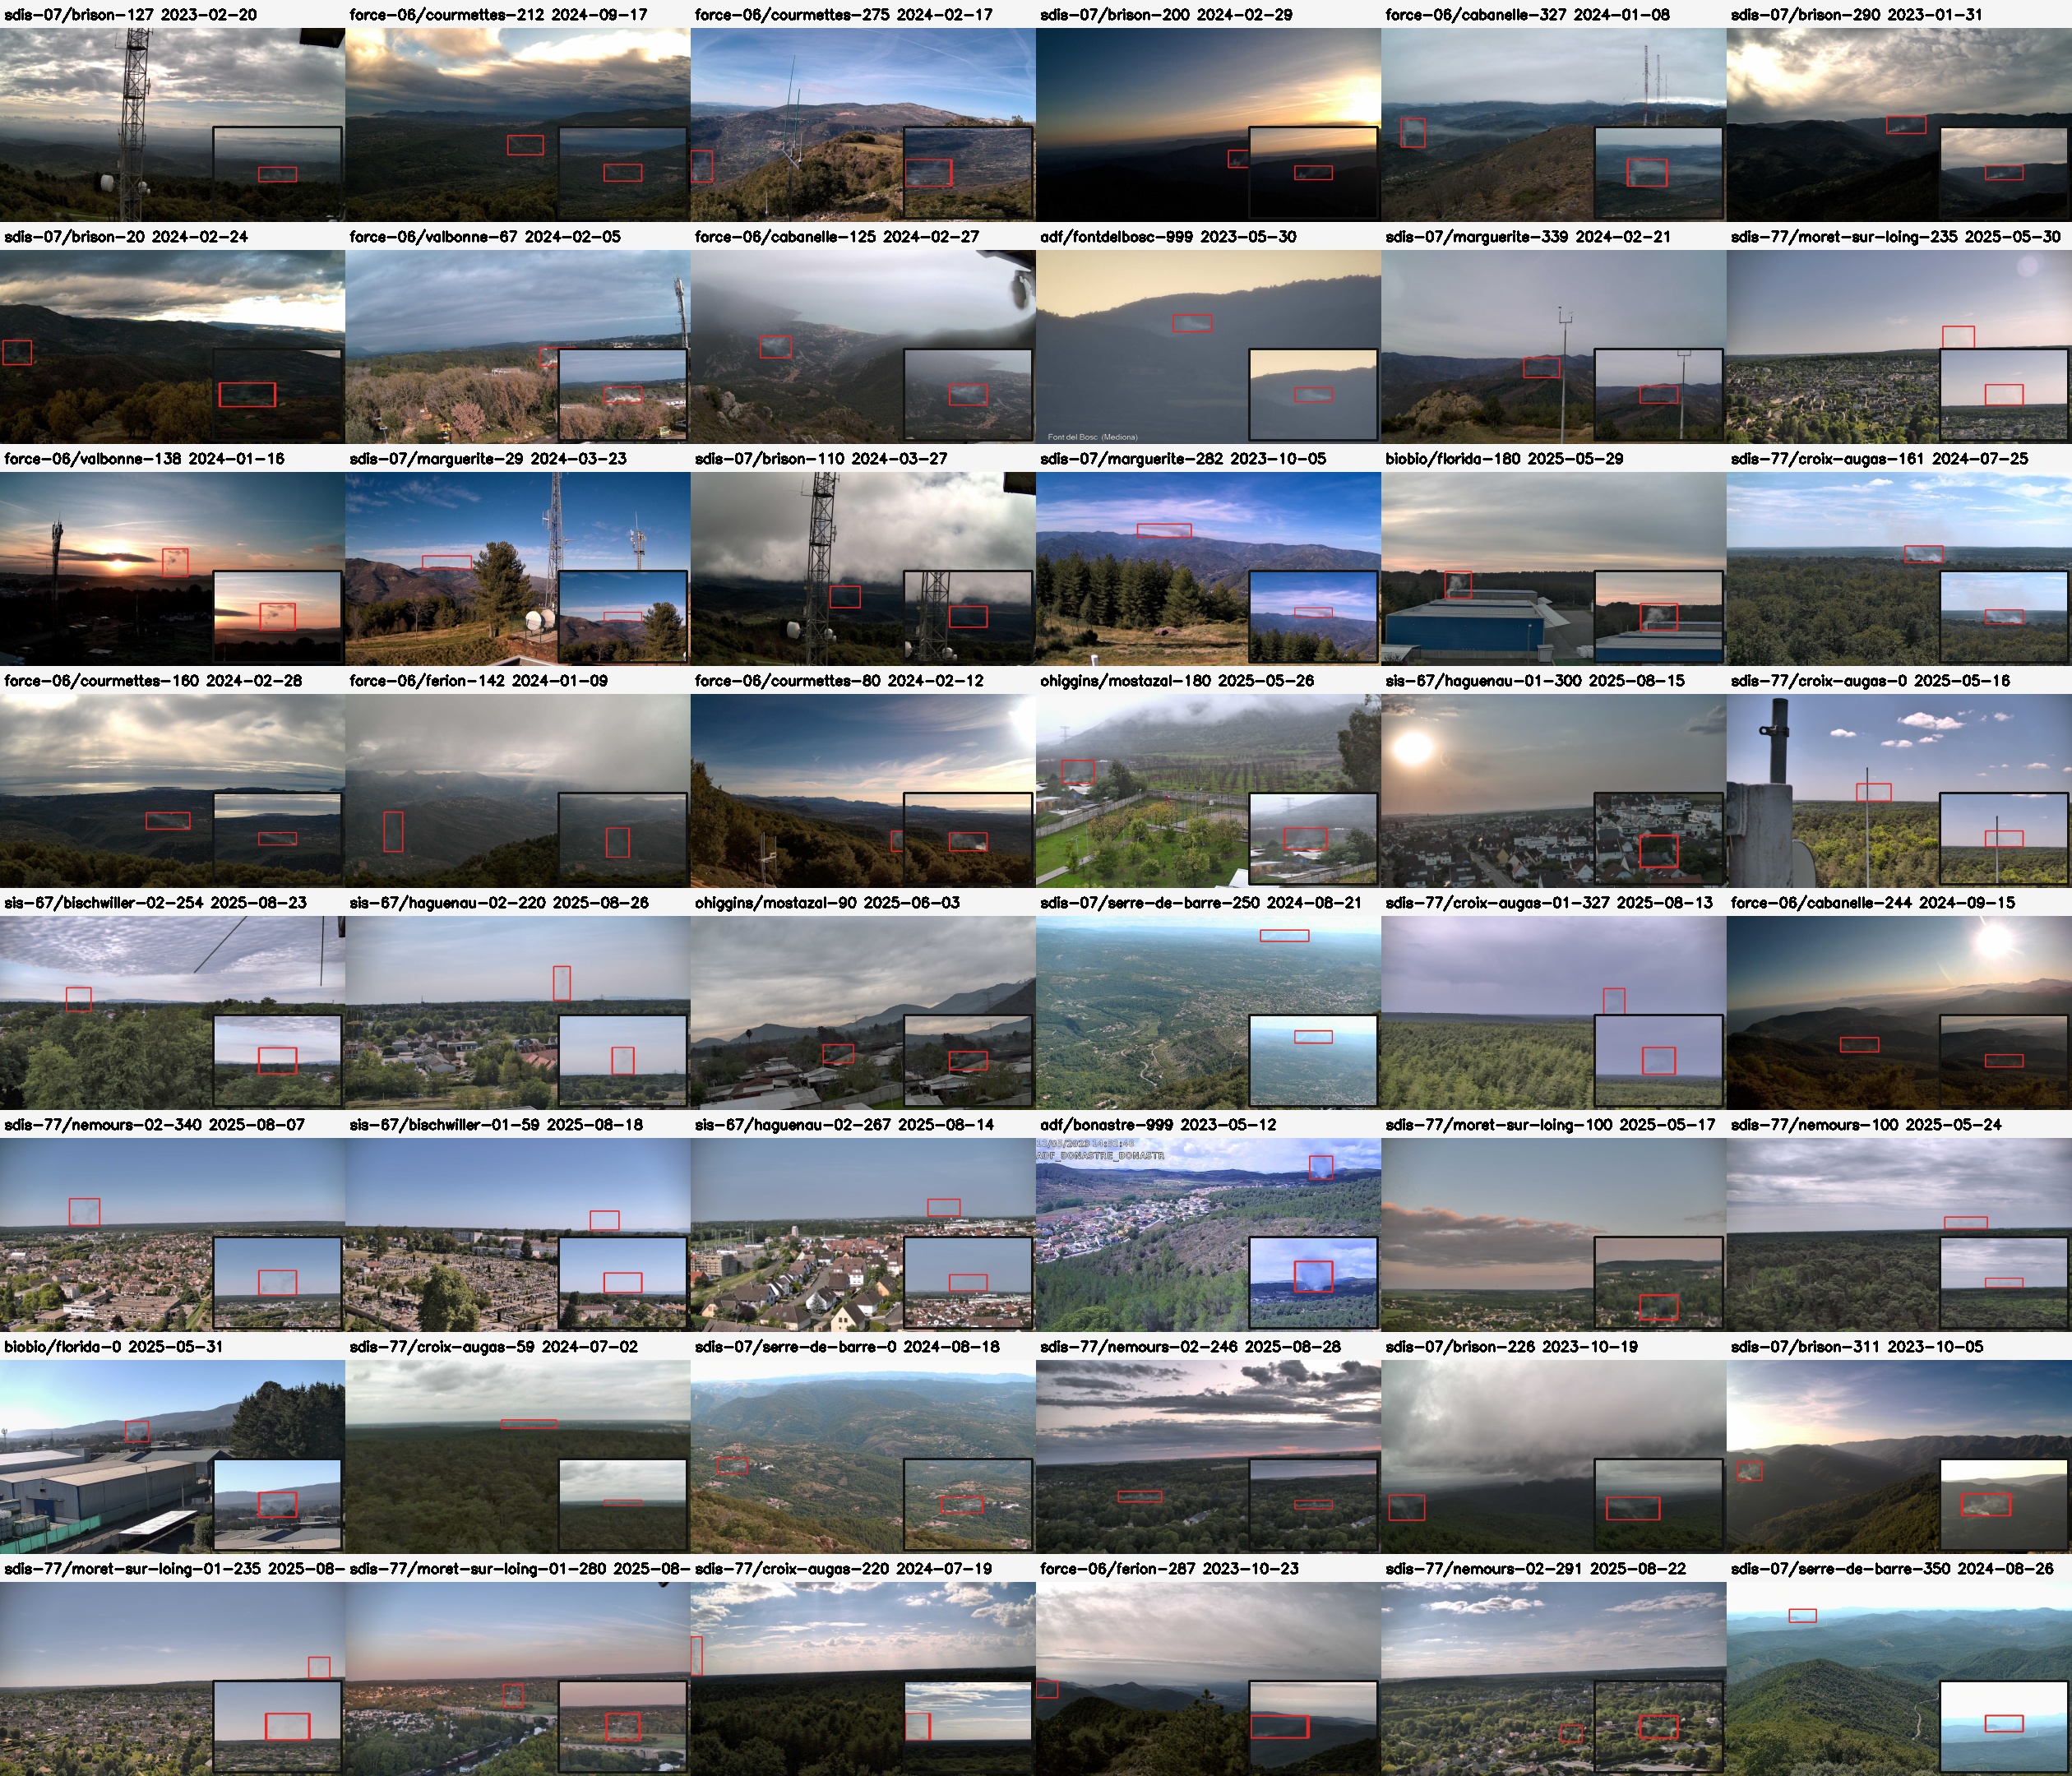 sdis-07/brison-127 2023-02-20
force-06/courmettes-212 2024-09-17
force-06/courmettes-275 2024-02-17
sdis-07/brison-200 2024-02-29
force-06/cabanelle-327 2024-01-08
sdis-07/brison-290 2023-01-31
sdis-07/brison-20 2024-02-24
force-06/valbonne-67 2024-02-05
force-06/cabanelle-125 2024-02-27
adf/fontdelbosc-999 2023-05-30
sdis-07/marguerite-339 2024-02-21
sdis-77/moret-sur-loing-235 2025-05-30
Font del Bosc (Mediona)
force-06/valbonne-138 2024-01-16
sdis-07/marguerite-29 2024-03-23
sdis-07/brison-110 2024-03-27
sdis-07/marguerite-282 2023-10-05
biobio/florida-180 2025-05-29
sdis-77/croix-augas-161 2024-07-25
force-06/courmettes-160 2024-02-28
force-06/ferion-142 2024-01-09
force-06/courmettes-80 2024-02-12
ohiggins/mostazal-180 2025-05-26
sis-67/haguenau-01-300 2025-08-15
sdis-77/croix-augas-0 2025-05-16
sis-67/bischwiller-02-254 2025-08-23
sis-67/haguenau-02-220 2025-08-26
ohiggins/mostazal-90 2025-06-03
sdis-07/serre-de-barre-250 2024-08-21
sdis-77/croix-augas-01-327 2025-08-13
force-06/cabanelle-244 2024-09-15
sdis-77/nemours-02-340 2025-08-07
sis-67/bischwiller-01-59 2025-08-18
sis-67/haguenau-02-267 2025-08-14
adf/bonastre-999 2023-05-12
sdis-77/moret-sur-loing-100 2025-05-17
sdis-77/nemours-100 2025-05-24
ADF_BONASTRE_BONASTR
biobio/florida-0 2025-05-31
sdis-77/croix-augas-59 2024-07-02
sdis-07/serre-de-barre-0 2024-08-18
sdis-77/nemours-02-246 2025-08-28
sdis-07/brison-226 2023-10-19
sdis-07/brison-311 2023-10-05
sdis-77/moret-sur-loing-01-235 2025-08-
sdis-77/moret-sur-loing-01-280 2025-08-
sdis-77/croix-augas-220 2024-07-19
force-06/ferion-287 2023-10-23
sdis-77/nemours-02-291 2025-08-22
sdis-07/serre-de-barre-350 2024-08-26